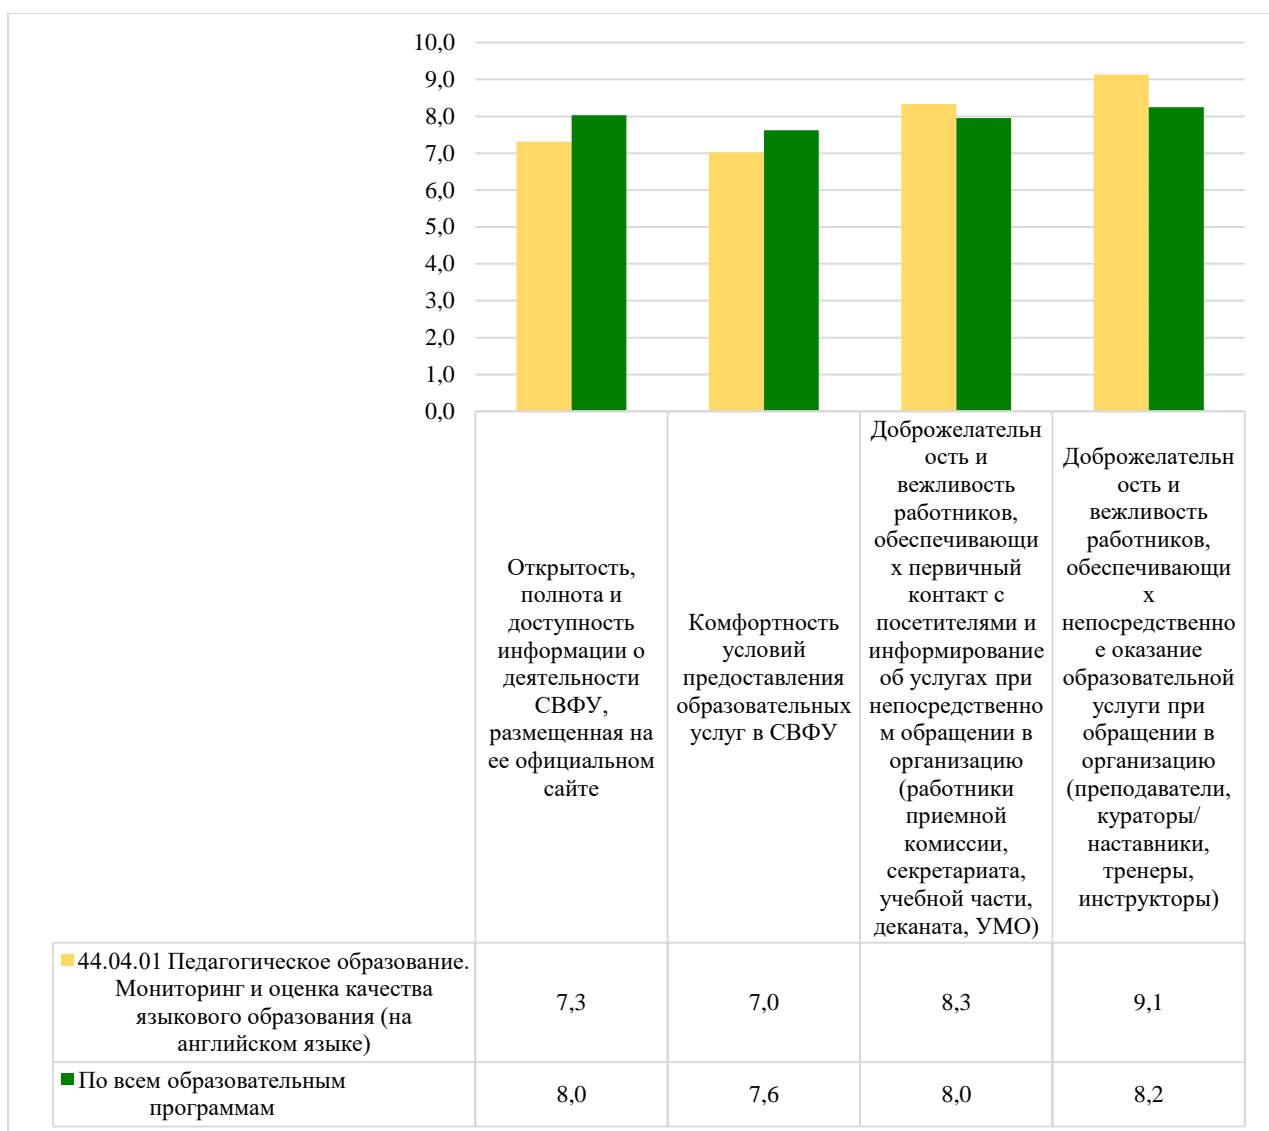 10,0
9,0
8,0
7,0
6,0
5,0
4,0
3,0
2,0
1,0
0,0
Открытость,
полнота и
доступность
информации о
деятельности
СВФУ,
размещенная на
ее официальном
сайте
Комфортность
условий
предоставления
образовательных
услуг в СВФУ
Доброжелательн
ость и
вежливость
работников,
обеспечивающи
х первичный
контакт с
посетителями и
информирование
об услугах при
непосредственно
м обращении в
организацию
(работники
приемной
комиссии,
секретариата,
учебной части,
деканата, УМО)
Доброжелательн
ость и
вежливость
работников,
обеспечивающи
х
непосредственно
е оказание
образовательной
услуги при
обращении в
организацию
(преподаватели,
кураторы/
наставники,
тренеры,
инструкторы)
44.04.01 Педагогическое образование.
Мониторинг и оценка качества
языкового образования (на
английском языке)
7,3
7,0
8,3
9,1
По всем образовательным
программам
8,0
7,6
8,0
8,2